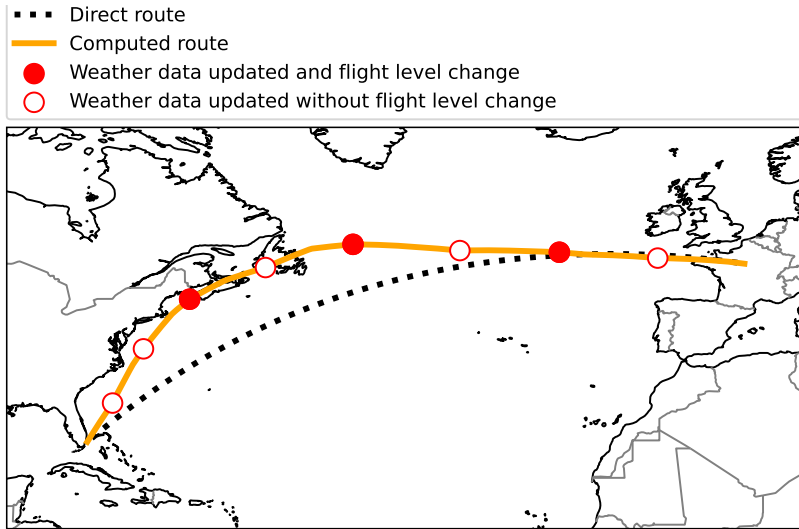 Direct route
Computed route
Weather data updated and flight level change
Weather data updated without flight level change